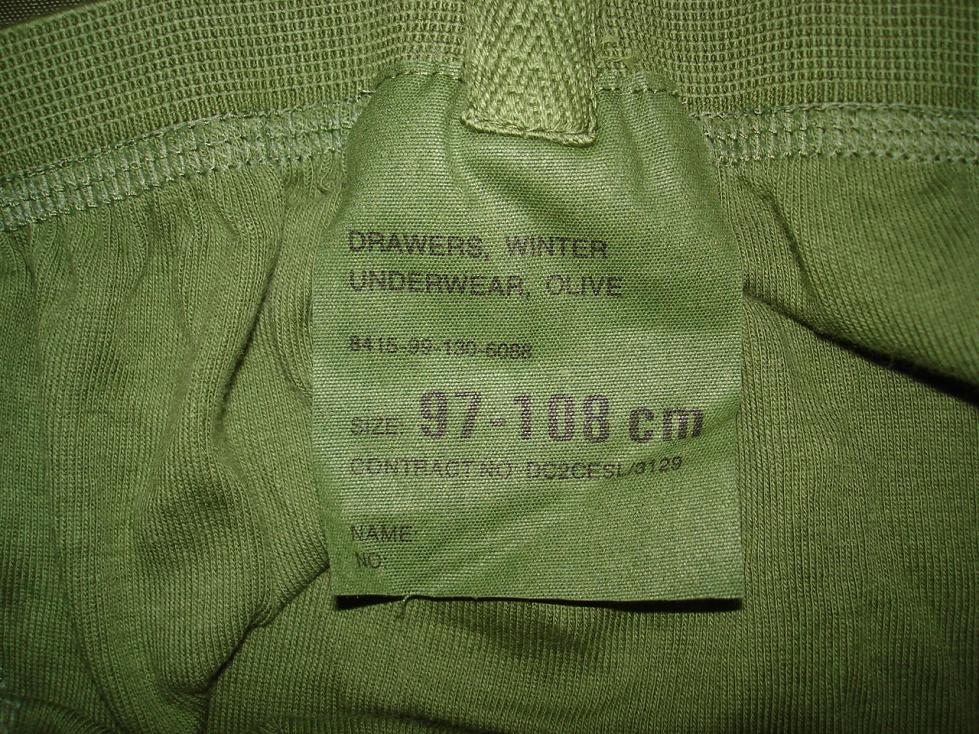 DRAWERS, WINTER
UNDERWEAR, OLIVE
8415-99-130-6088
SIZE: 97-108 cm
CONTRACT NO DC2CESL/3129
NAME:
NO.